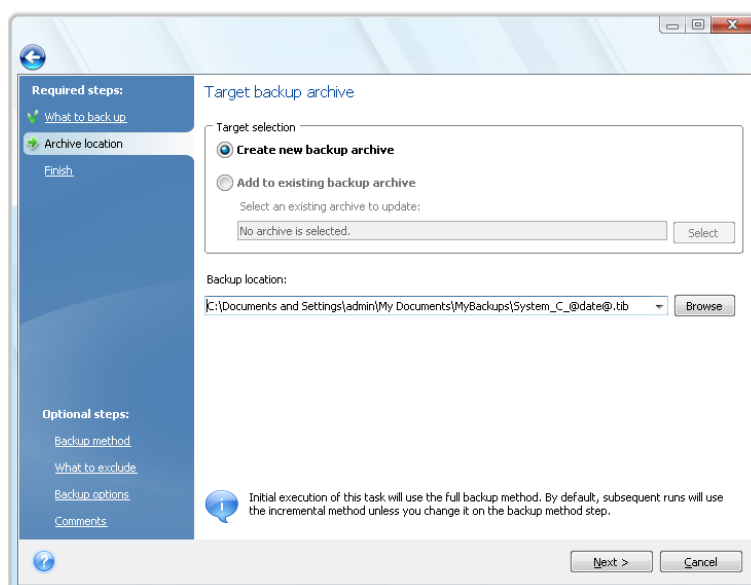 Required steps:
What to back up
Archive location
Finish
Target backup archive
Target selection
Create new backup archive
Add to existing backup archive
Select an existing archive to update:
No archive is selected.
Select
Backup location:
C:\Documents and Settings\admin\My Documents\MyBackups\System_C_@date@.tib
Browse
Optional steps:
Backup method
What to exclude
Backup options
Comments
Initial execution of this task will use the full backup method. By default, subsequent runs will use
the incremental method unless you change it on the backup method step.
Next >
Cancel